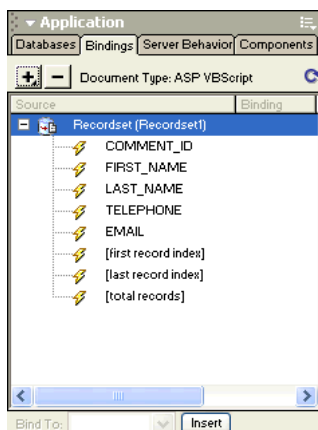 Application
Databases Bindings Server Behavior Components
Document Type: ASP VBScript
Source Binding
Recordset (Recordset1)
COMMENT_ID
FIRST_NAME
LAST_NAME
TELEPHONE
EMAIL
[first record index]
[last record index]
[total records]
Bind To: Insert